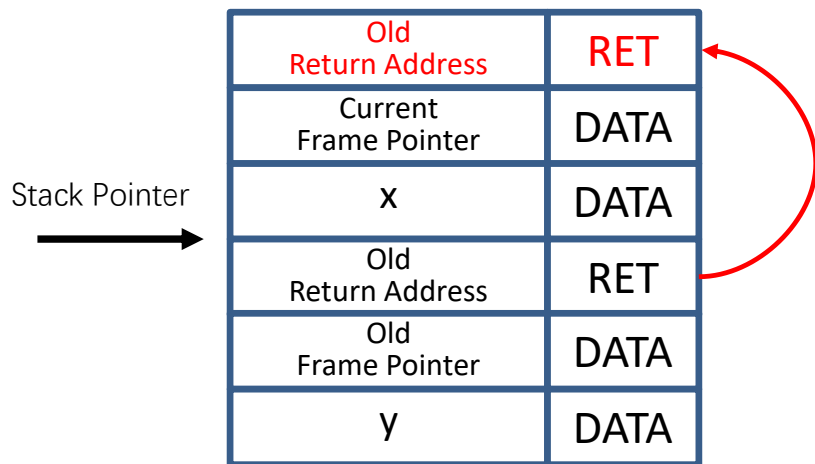 Old
Return Address
RET
Current
Frame Pointer
DATA
Stack Pointer
x
DATA
Old
Return Address
RET
Old
Frame Pointer
DATA
y
DATA